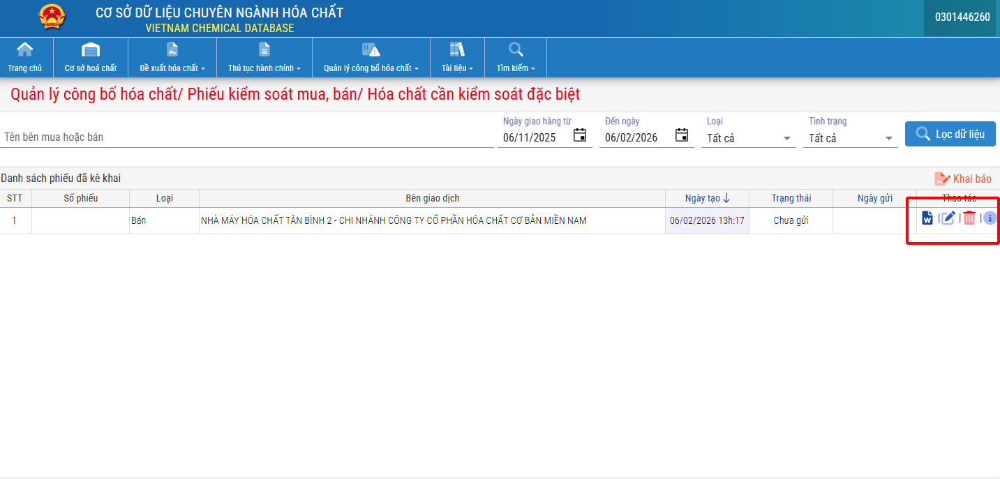 CƠ SỞ DỮ LIỆU CHUYÊN NGÀNH HÓA CHẤT
VIETNAM CHEMICAL DATABASE
0301446260
Trang chủ Cơ sở hoá chất Đề xuất hóa chất Thủ tục hành chính Quản lý công bố hóa chất Tài liệu Tìm kiếm
Quản lý công bố hóa chất/ Phiếu kiểm soát mua, bán/ Hóa chất cần kiểm soát đặc biệt
Ngày giao hàng từ Đến ngày Loại Tình trạng
Tên bên mua hoặc bán 06/11/2025 06/02/2026 Tất cả Tất cả Lọc dữ liệu
Danh sách phiếu đã kê khai Khai báo
STT Số phiếu Loại Bên giao dịch Ngày tạo Trạng thái Ngày gửi Thao tác
1 Bán NHÀ MÁY HÓA CHẤT TÂN BÌNH 2 - CHI NHÁNH CÔNG TY CỔ PHẦN HÓA CHẤT CƠ BẢN MIỀN NAM 06/02/2026 13h:17 Chưa gửi W | | | i